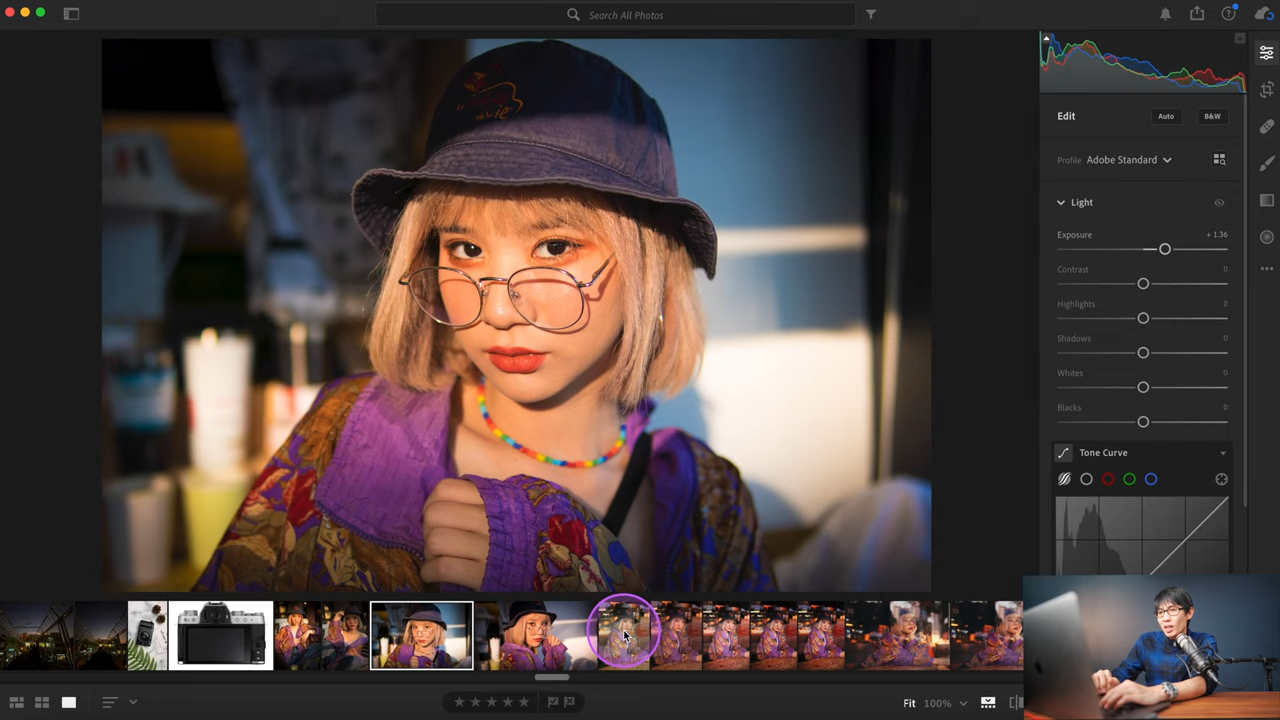 Search All Photos
avie
Edit
Auto
B&W
Profile Adobe Standard
Light
Exposure + 1.36
Contrast 0
Highlights 0
Shadows 0
Whites 0
Blacks 0
Tone Curve
Fit 100%